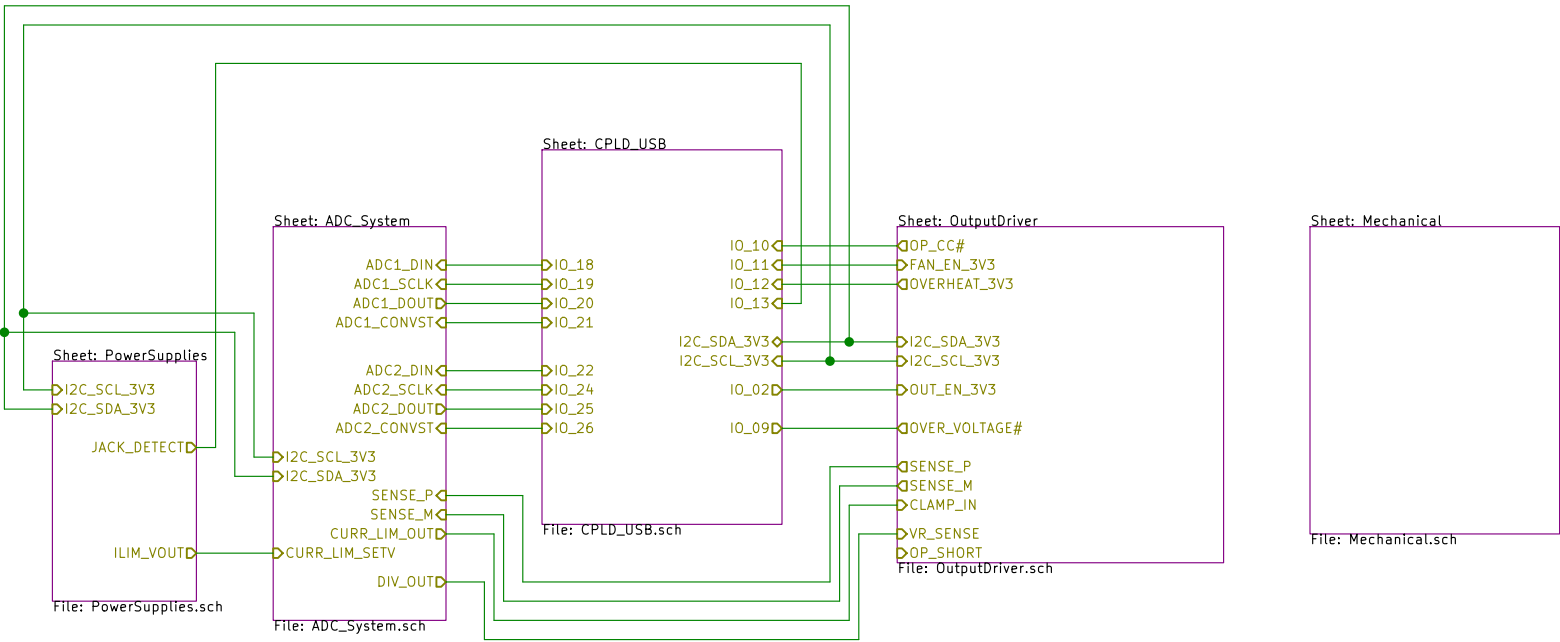 Sheet: PowerSupplies
I2C_SCL_3V3
I2C_SDA_3V3
JACK_DETECT
ILIM_VOUT
File: PowerSupplies.sch
Sheet: ADC_System
ADC1_DIN
ADC1_SCLK
ADC1_DOUT
ADC1_CONVST
ADC2_DIN
ADC2_SCLK
ADC2_DOUT
ADC2_CONVST
I2C_SCL_3V3
I2C_SDA_3V3
SENSE_P
SENSE_M
CURR_LIM_OUT
CURR_LIM_SETV
DIV_OUT
File: ADC_System.sch
Sheet: CPLD_USB
IO_18
IO_19
IO_20
IO_21
IO_22
IO_24
IO_25
IO_26
IO_10
IO_11
IO_12
IO_13
I2C_SDA_3V3
I2C_SCL_3V3
IO_02
IO_09
File: CPLD_USB.sch
Sheet: OutputDriver
OP_CC#
FAN_EN_3V3
OVERHEAT_3V3
I2C_SDA_3V3
I2C_SCL_3V3
OUT_EN_3V3
OVER_VOLTAGE#
SENSE_P
SENSE_M
CLAMP_IN
VR_SENSE
OP_SHORT
File: OutputDriver.sch
Sheet: Mechanical
File: Mechanical.sch